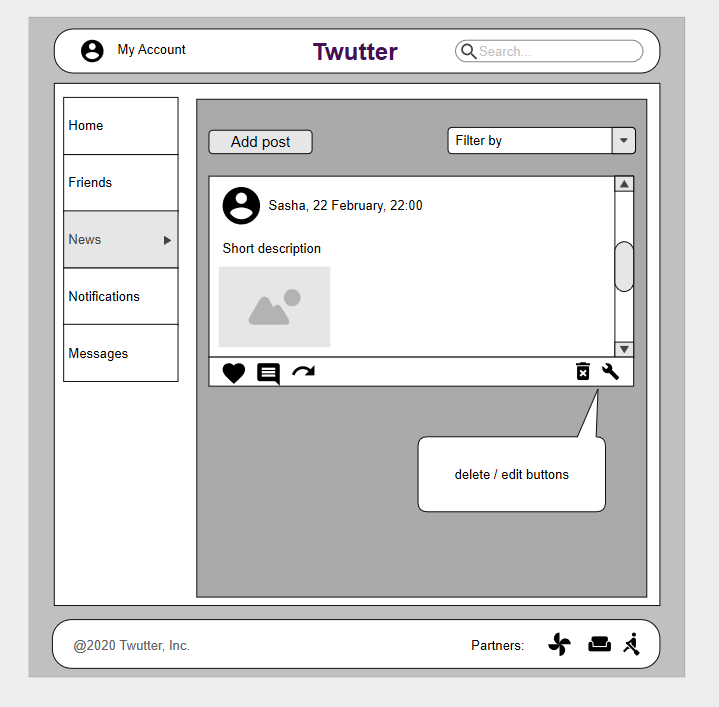 My Account
Twutter
Search...
Home
Friends
News
Notifications
Messages
Add post
Filter by
Sasha, 22 February, 22:00
Short description
delete / edit buttons
@2020 Twutter, Inc.
Partners: